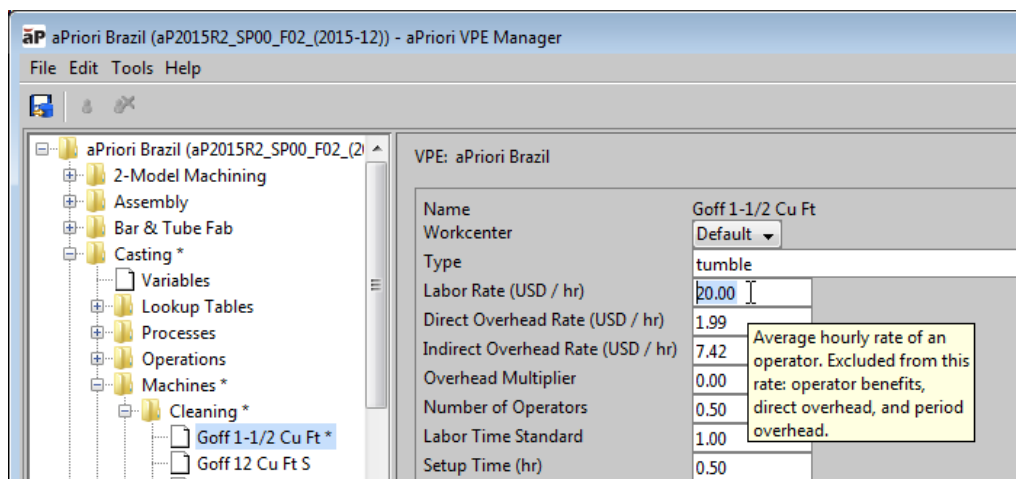 āP aPriori Brazil (aP2015R2_SP00_F02_(2015-12)) - aPriori VPE Manager
File Edit Tools Help
aPriori Brazil (aP2015R2_SP00_F02_(20
2-Model Machining
Assembly
Bar & Tube Fab
Casting *
Variables
Lookup Tables
Processes
Operations
Machines *
Cleaning *
Goff 1-1/2 Cu Ft *
Goff 12 Cu Ft S
VPE: aPriori Brazil
Name Goff 1-1/2 Cu Ft
Workcenter Default
Type tumble
Labor Rate (USD / hr) 20.00
Direct Overhead Rate (USD / hr) 1.99
Indirect Overhead Rate (USD / hr) 7.42
Overhead Multiplier 0.00
Number of Operators 0.50
Labor Time Standard 1.00
Setup Time (hr) 0.50
Average hourly rate of an
operator. Excluded from this
rate: operator benefits,
direct overhead, and period
overhead.